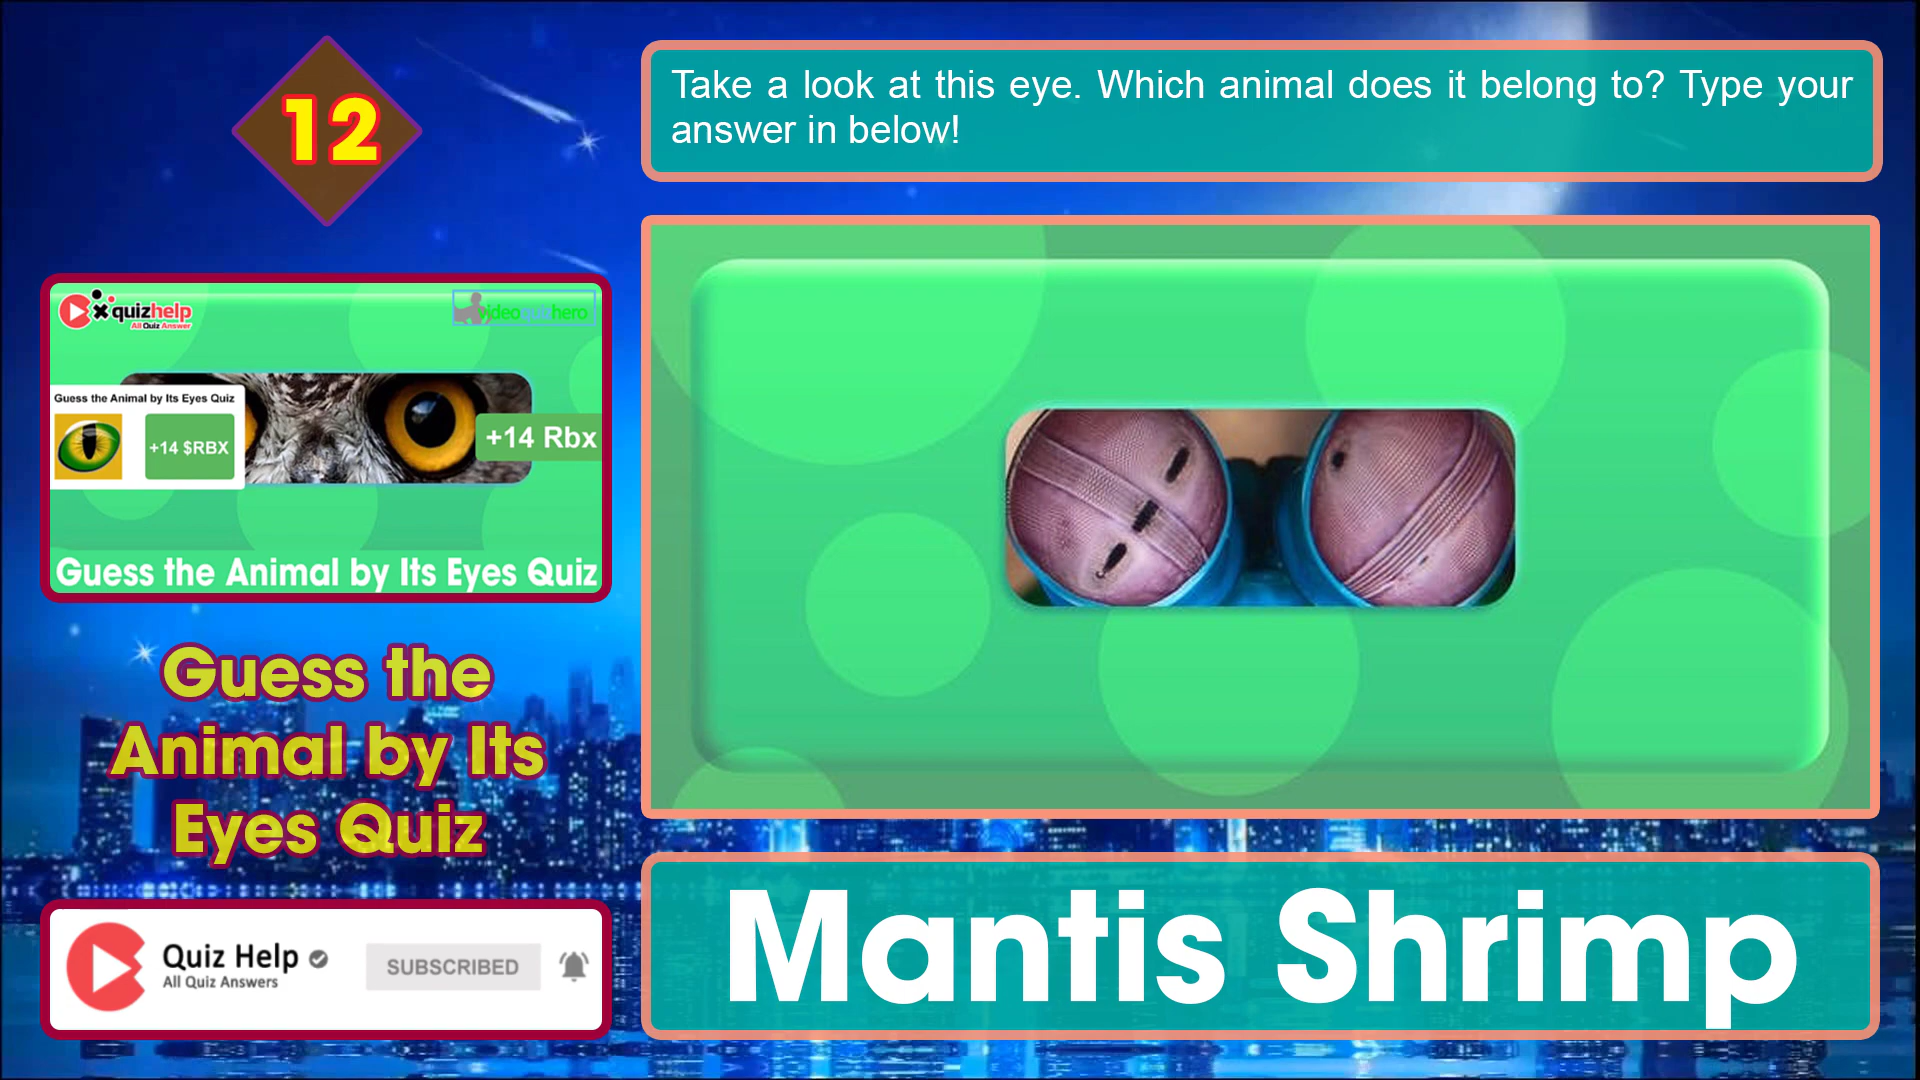 12
Take a look at this eye. Which animal does it belong to? Type your
answer in below!
quizhelp
All Quiz Answer
videoquizhero
Guess the Animal by Its Eyes Quiz
+14 $RBX
+14 Rbx
Guess the Animal by Its Eyes Quiz
Guess the
Animal by Its
Eyes Quiz
Quiz Help
All Quiz Answers
SUBSCRIBED
Mantis Shrimp